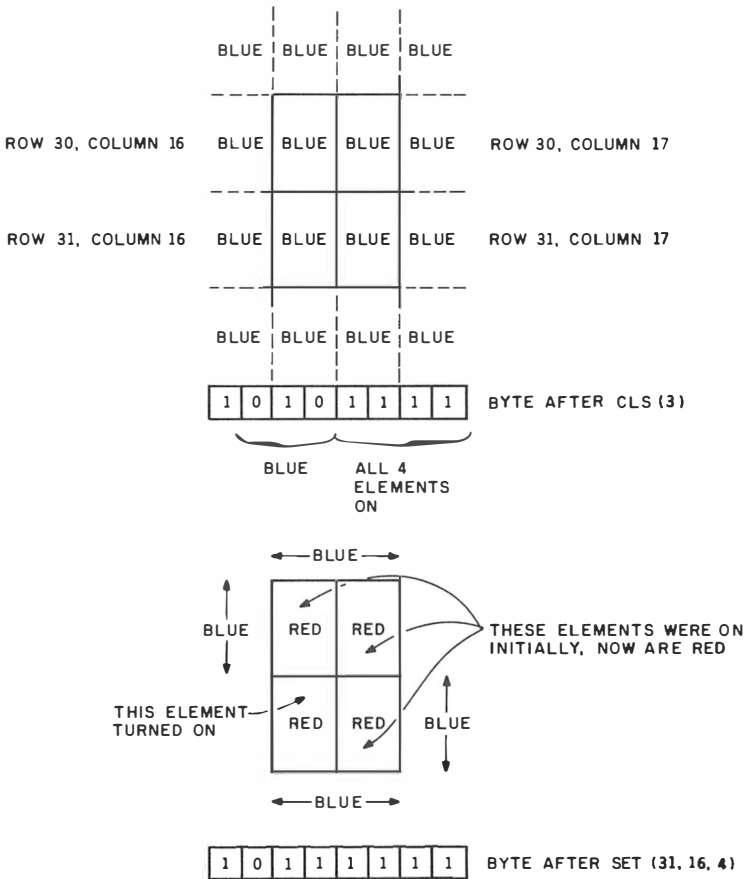 BLUE BLUE BLUE BLUE
ROW 30, COLUMN 16 BLUE BLUE BLUE BLUE ROW 30, COLUMN 17
ROW 31, COLUMN 16 BLUE BLUE BLUE BLUE ROW 31, COLUMN 17
BLUE BLUE BLUE BLUE
1 0 1 0 1 1 1 1 BYTE AFTER CLS (3)
BLUE ALL 4
ELEMENTS
ON
BLUE
BLUE RED RED THESE ELEMENTS WERE ON
INITIALLY, NOW ARE RED
THIS ELEMENT
TURNED ON
RED RED BLUE
BLUE
1 0 1 1 1 1 1 1 BYTE AFTER SET (31, 16, 4)